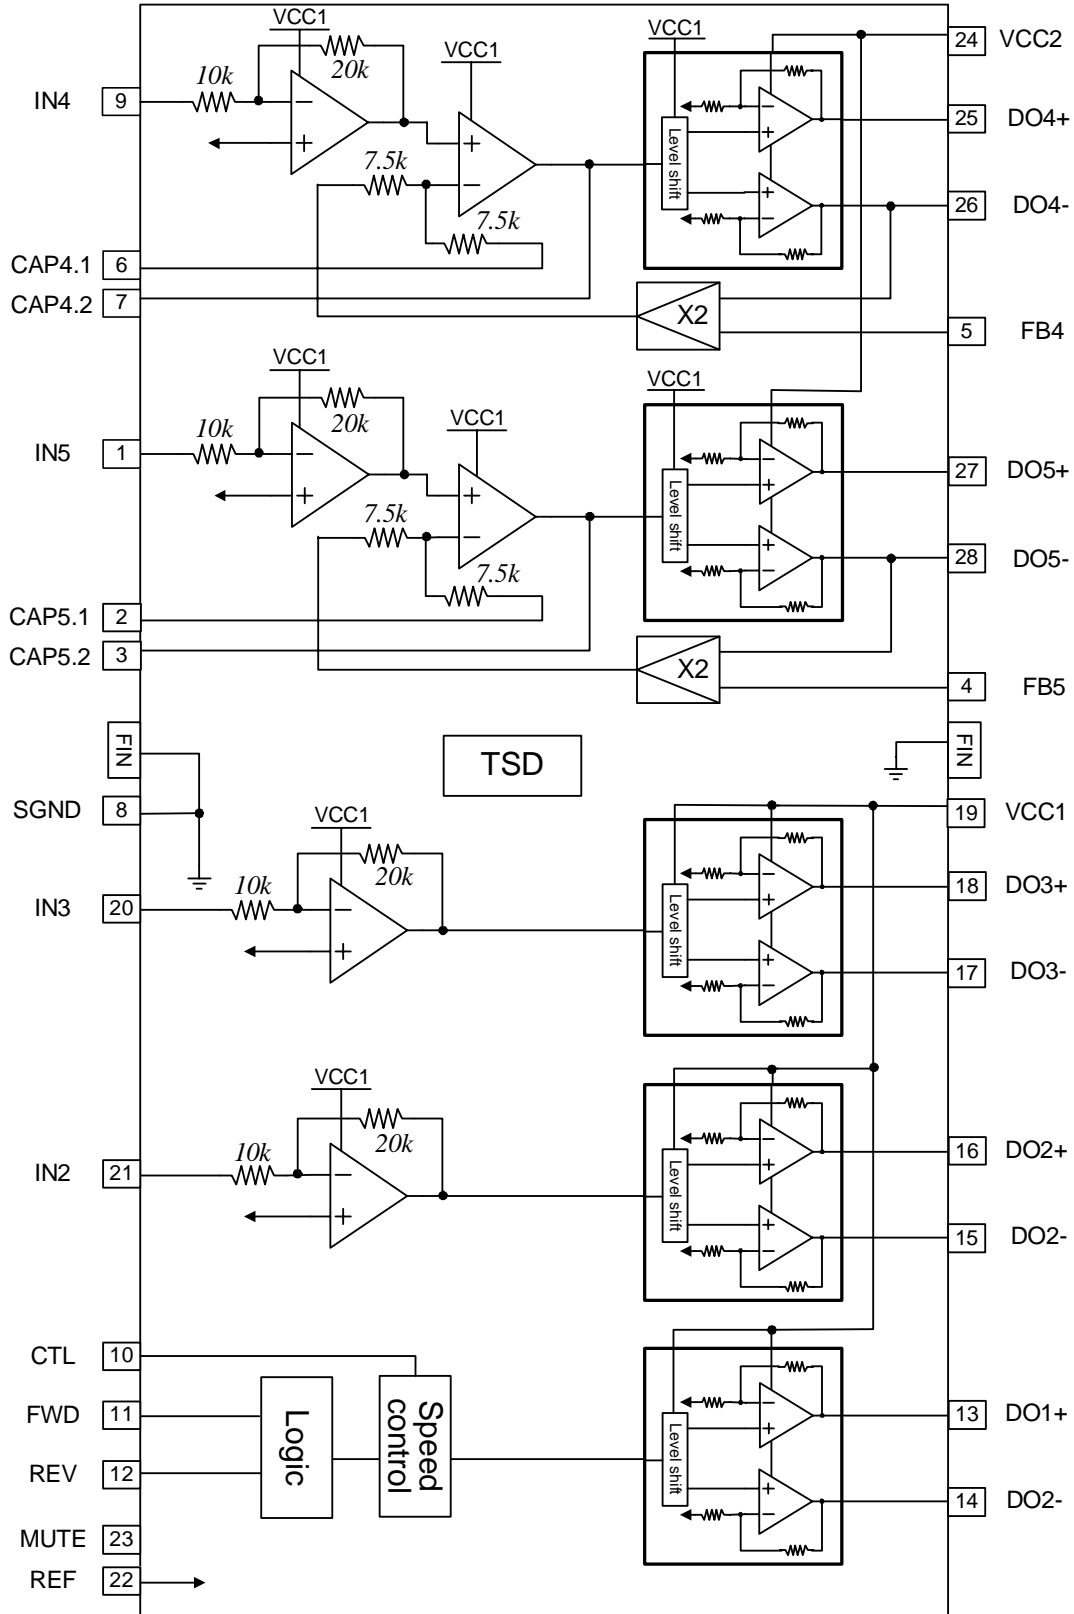 VCC1
20k
10k
IN4 9
VCC1
VCC1
Level shift
24 VCC2
25 DO4+
26 DO4-
7.5k
7.5k
CAP4.1 6
CAP4.2 7
X2
5 FB4
VCC1
20k
10k
IN5 1
VCC1
VCC1
Level shift
27 DO5+
28 DO5-
7.5k
7.5k
CAP5.1 2
CAP5.2 3
X2
4 FB5
FIN
TSD
FIN
SGND 8
VCC1
19 VCC1
20k
10k
IN3 20
Level shift
18 DO3+
17 DO3-
VCC1
20k
10k
IN2 21
Level shift
16 DO2+
15 DO2-
CTL 10
FWD 11
REV 12
Logic
Speed
control
Level shift
13 DO1+
14 DO2-
MUTE 23
REF 22